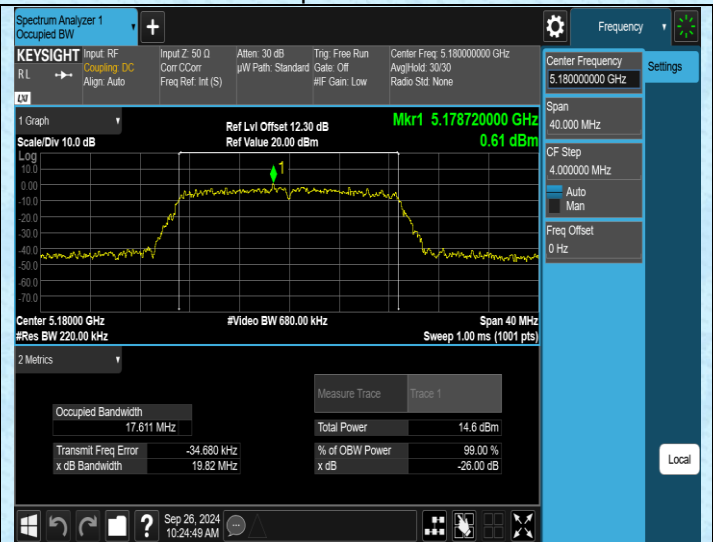 Spectrum Analyzer 1
Occupied BW
Frequency
KEYSIGHT
RL
LXI
Input: RF
Coupling: DC
Align: Auto
Input Z: 50 Ω
Corr CCorr
Freq Ref: Int (S)
Atten: 30 dB
µW Path: Standard
Trig: Free Run
Gate: Off
#IF Gain: Low
Center Freq: 5.180000000 GHz
Avg|Hold: 30/30
Radio Std: None
Center Frequency
5.180000000 GHz
Settings
Span
40.000 MHz
CF Step
4.000000 MHz
Auto
Man
Freq Offset
0 Hz
1 Graph
Scale/Div 10.0 dB
Ref Lvl Offset 12.30 dB
Ref Value 20.00 dBm
Mkr1 5.178720000 GHz
0.61 dBm
Log
10.0
0.00
-10.0
-20.0
-30.0
-40.0
-50.0
-60.0
-70.0
1
Center 5.18000 GHz
#Res BW 220.00 kHz
#Video BW 680.00 kHz
Span 40 MHz
Sweep 1.00 ms (1001 pts)
2 Metrics
Measure Trace
Trace 1
Occupied Bandwidth
17.611 MHz
Total Power
14.6 dBm
Transmit Freq Error
-34.680 kHz
% of OBW Power
99.00 %
x dB Bandwidth
19.82 MHz
x dB
-26.00 dB
Local
?
Sep 26, 2024
10:24:49 AM